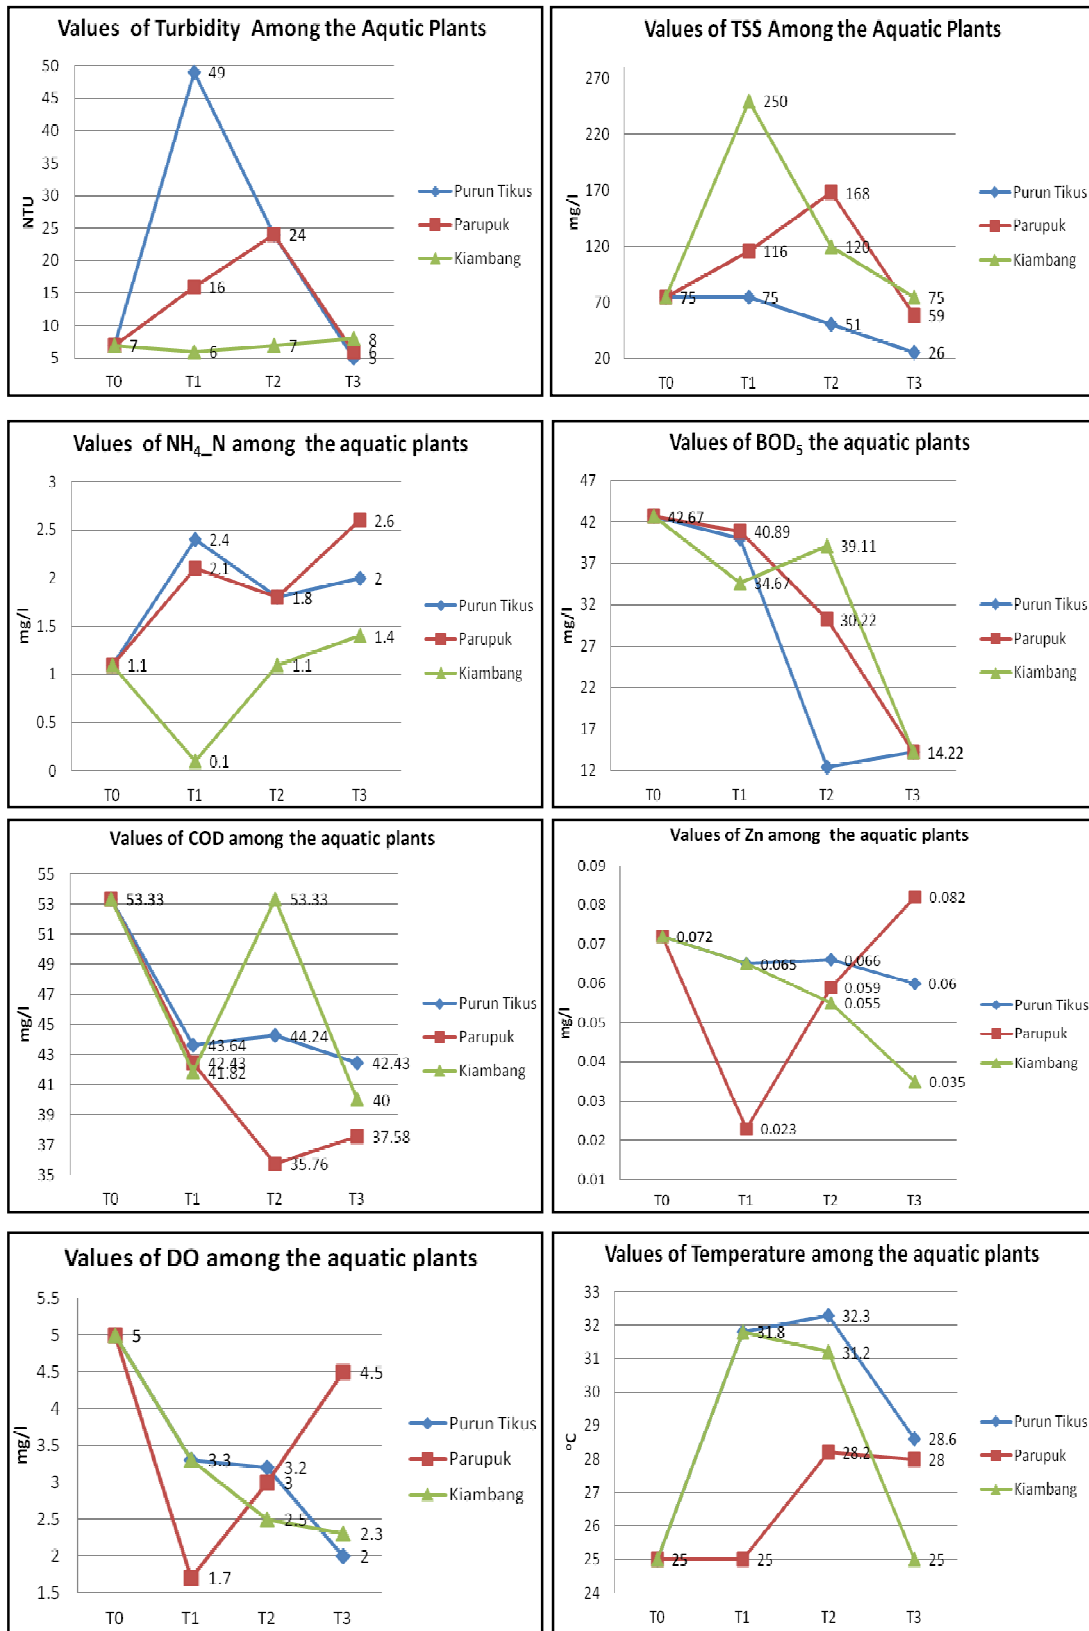 Values of Turbidity Among the Aqutic Plants
50
45
40
35
30
25
20
15
10
5
NTU
49
24
16
7
6
7
8
6
5
T0 T1 T2 T3
Purun Tikus
Parupuk
Kiambang
Values of TSS Among the Aquatic Plants
270
220
170
120
70
20
mg/l
250
168
116
120
75
75
75
59
51
26
T0 T1 T2 T3
Purun Tikus
Parupuk
Kiambang
Values of NH4_N among the aquatic plants
3
2.5
2
1.5
1
0.5
0
mg/l
2.6
2.4
2.1
2
1.8
1.4
1.1
1.1
0.1
T0 T1 T2 T3
Purun Tikus
Parupuk
Kiambang
Values of BOD5 the aquatic plants
47
42
37
32
27
22
17
12
mg/l
42.67
40.89
39.11
34.67
30.22
14.22
T0 T1 T2 T3
Purun Tikus
Parupuk
Kiambang
Values of COD among the aquatic plants
55
53
51
49
47
45
43
41
39
37
35
mg/l
53.33
53.33
43.64
44.24
42.43
42.43
41.82
40
37.58
35.76
T0 T1 T2 T3
Purun Tikus
Parupuk
Kiambang
Values of Zn among the aquatic plants
0.09
0.08
0.07
0.06
0.05
0.04
0.03
0.02
0.01
mg/l
0.082
0.072
0.065
0.066
0.06
0.059
0.055
0.035
0.023
T0 T1 T2 T3
Purun Tikus
Parupuk
Kiambang
Values of DO among the aquatic plants
5.5
5
4.5
4
3.5
3
2.5
2
1.5
mg/l
5
4.5
3.3
3.2
3
2.5
2.3
2
1.7
T0 T1 T2 T3
Purun Tikus
Parupuk
Kiambang
Values of Temperature among the aquatic plants
33
32
31
30
29
28
27
26
25
24
°C
32.3
31.8
31.2
28.6
28.2
28
25
25
25
T0 T1 T2 T3
Purun Tikus
Parupuk
Kiambang